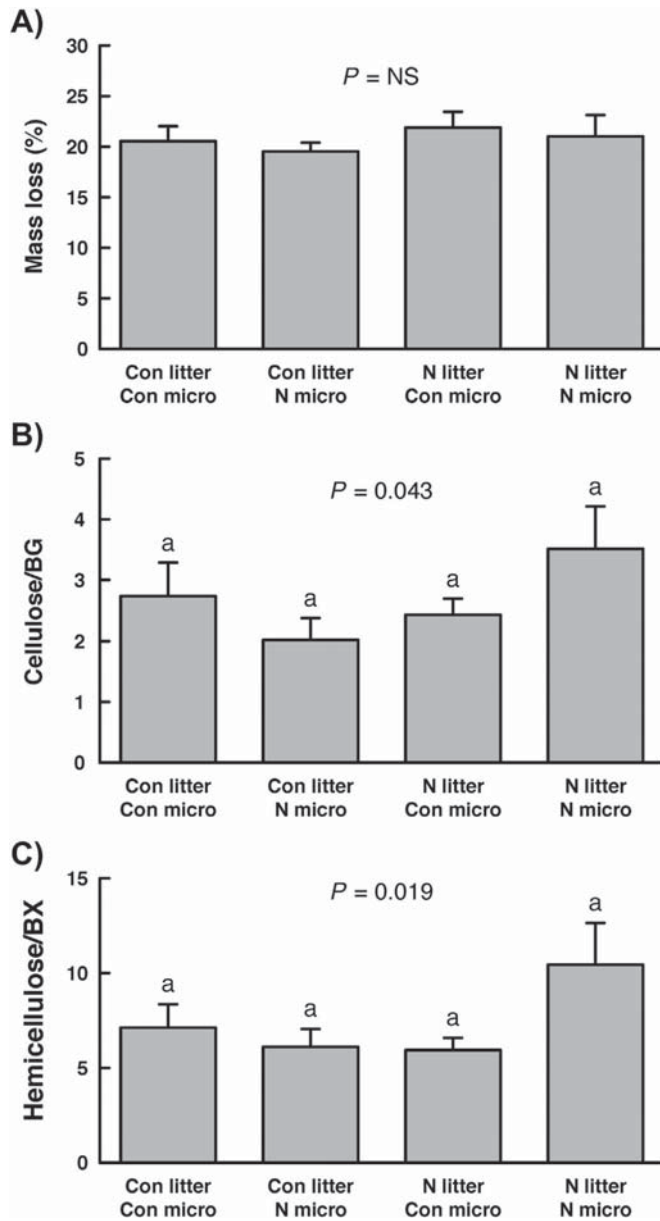 A)
30
25
20
15
10
5
0
Mass loss (%)
P = NS
Con litter Con litter N litter N litter
Con micro N micro Con micro N micro
B)
5
4
3
2
1
0
Cellulose/BG
P = 0.043
a a a a
Con litter Con litter N litter N litter
Con micro N micro Con micro N micro
C)
15
10
5
0
Hemicellulose/BX
P = 0.019
a a a a
Con litter Con litter N litter N litter
Con micro N micro Con micro N micro